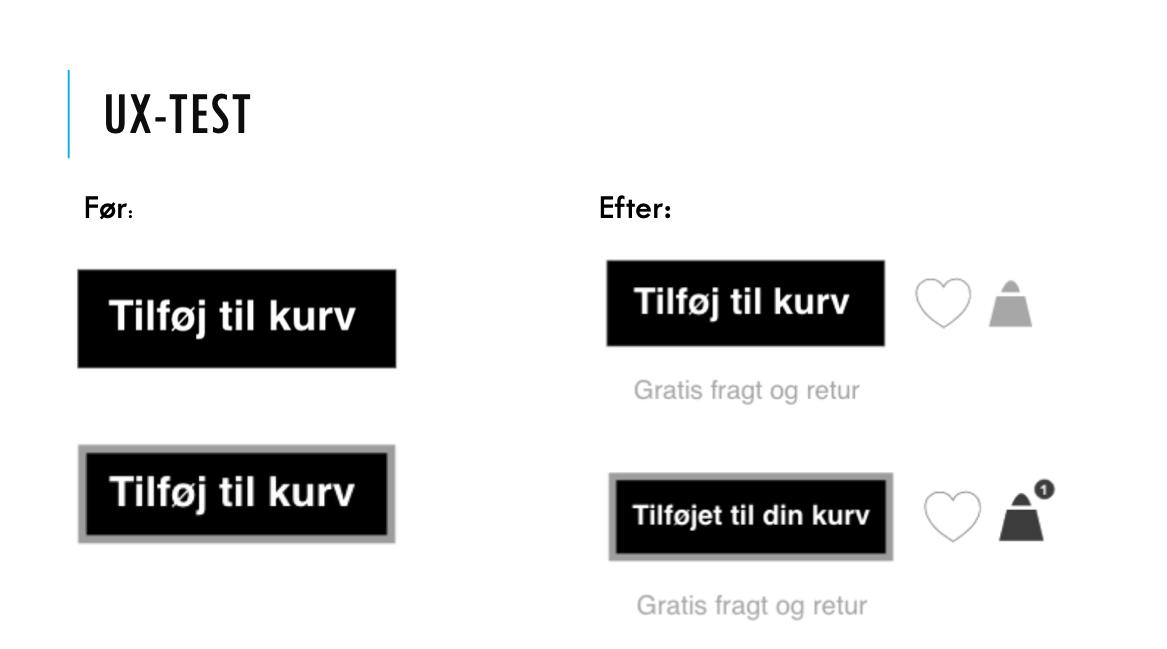 UX-TEST
Før:
Tilføj til kurv
Tilføj til kurv
Efter:
Tilføj til kurv
Gratis fragt og retur
Tilføjet til din kurv
1
Gratis fragt og retur